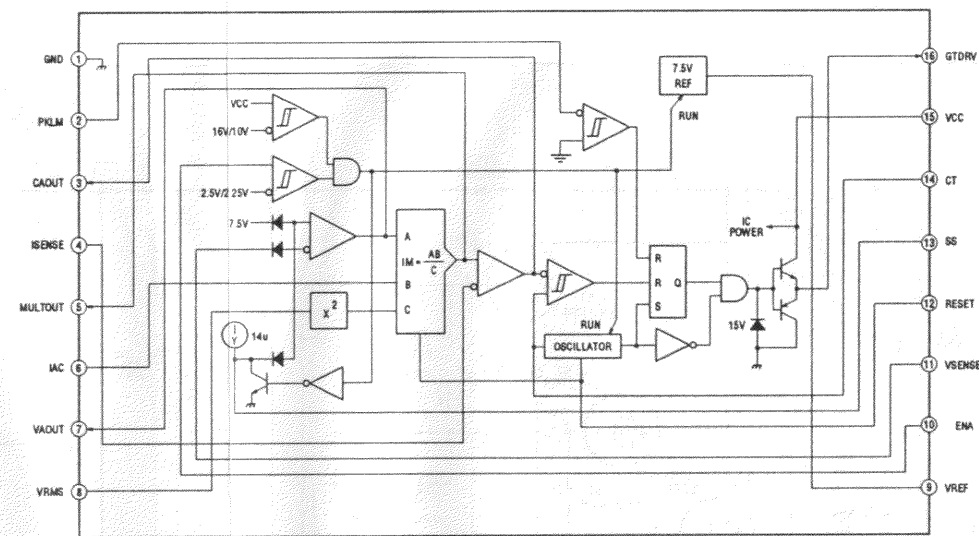 GND 1
PKLM 2
CAOUT 3
ISENSE 4
MULTOUT 5
IAC 6
VAOUT 7
VRMS 8
16 GTDRV
15 VCC
14 CT
13 SS
12 RESET
11 VSENSE
10 ENA
9 VREF
VCC
16V/10V
2.5V/2.25V
7.5V
14u
X 2
A
IM = AB
C
B
C
7.5V
REF
RUN
RUN
OSCILLATOR
R
R Q
S
15V
IC
POWER